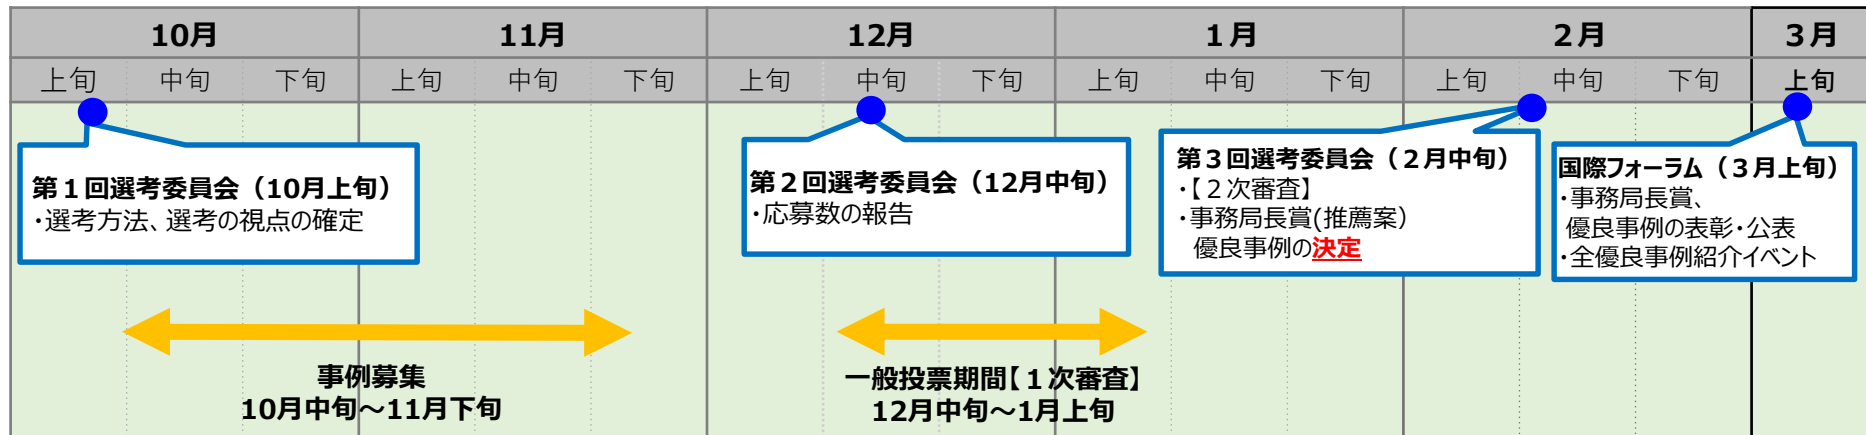 10月 11月 12月 1月 2月 3月
上旬 中旬 下旬 上旬 中旬 下旬 上旬 中旬 下旬 上旬 中旬 下旬 上旬 中旬 下旬 上旬
第1回選考委員会（10月上旬）
・選考方法、選考の視点の確定
第2回選考委員会（12月中旬）
・応募数の報告
第3回選考委員会（2月中旬）
・【2次審査】
・事務局長賞(推薦案）
優良事例の決定
国際フォーラム（3月上旬）
・事務局長賞、
優良事例の表彰・公表
・全優良事例紹介イベント
事例募集
10月中旬～11月下旬
一般投票期間【1次審査】
12月中旬～1月上旬